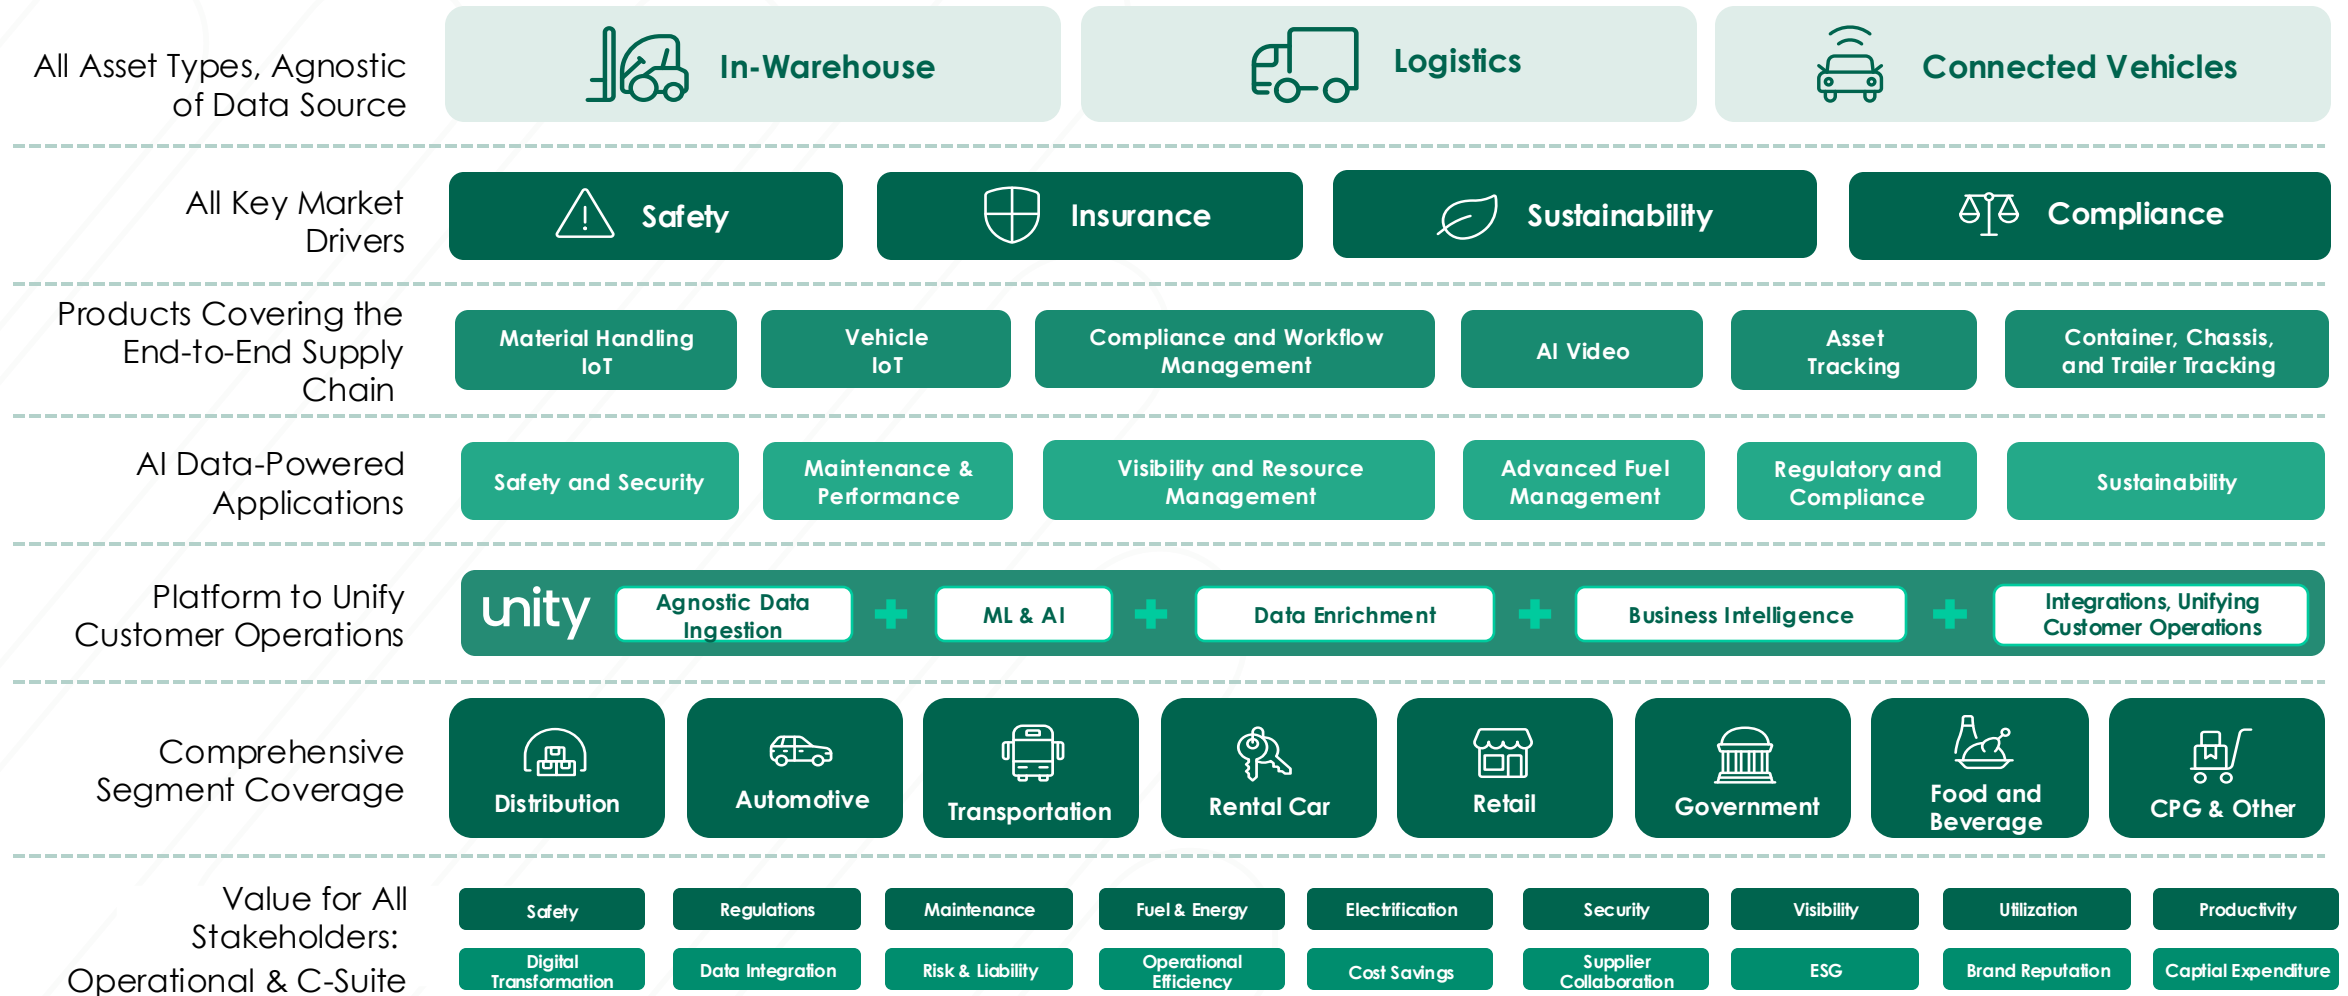 All Asset Types, Agnostic
of Data Source
In-Warehouse
Logistics
Connected Vehicles
All Key Market
Drivers
Safety
Insurance
Sustainability
Compliance
Products Covering the
End-to-End Supply
Chain
Material Handling
IoT
Vehicle
IoT
Compliance and Workflow
Management
AI Video
Asset
Tracking
Container, Chassis,
and Trailer Tracking
AI Data-Powered
Applications
Safety and Security
Maintenance &
Performance
Visibility and Resource
Management
Advanced Fuel
Management
Regulatory and
Compliance
Sustainability
Platform to Unify
Customer Operations
unity
Agnostic Data
Ingestion
ML & AI
Data Enrichment
Business Intelligence
Integrations, Unifying
Customer Operations
Comprehensive
Segment Coverage
Distribution
Automotive
Transportation
Rental Car
Retail
Government
Food and
Beverage
CPG & Other
Value for All
Stakeholders:
Operational & C-Suite
Safety
Regulations
Maintenance
Fuel & Energy
Electrification
Security
Visibility
Utilization
Productivity
Digital
Transformation
Data Integration
Risk & Liability
Operational
Efficiency
Cost Savings
Supplier
Collaboration
ESG
Brand Reputation
Captial Expenditure